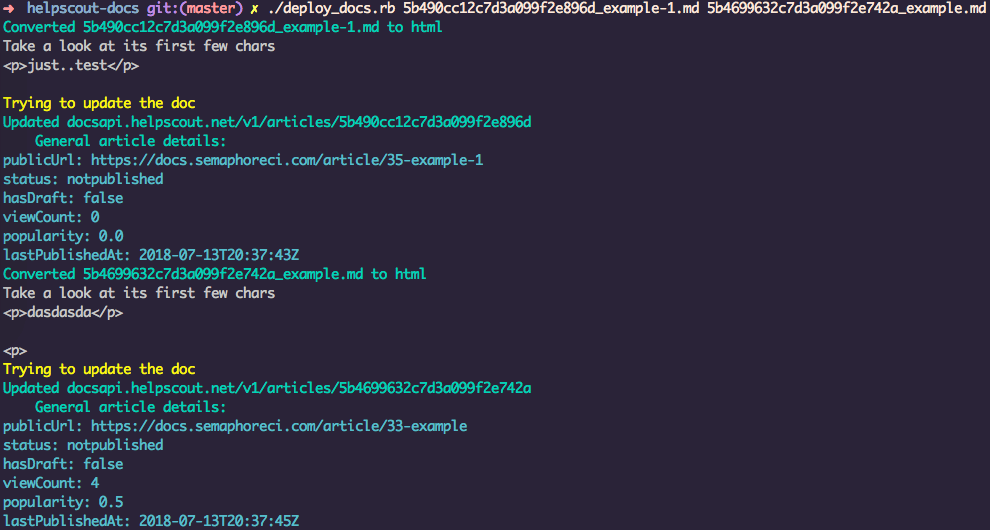 ➜  helpscout-docs git:(master) ✗ ./deploy_docs.rb 5b490cc12c7d3a099f2e896d_example-1.md 5b4699632c7d3a099f2e742a_example.md
Converted 5b490cc12c7d3a099f2e896d_example-1.md to html
Take a look at its first few chars
<p>just..test</p>
Trying to update the doc
Updated docsapi.helpscout.net/v1/articles/5b490cc12c7d3a099f2e896d
    General article details:
publicUrl: https://docs.semaphoreci.com/article/35-example-1
status: notpublished
hasDraft: false
viewCount: 0
popularity: 0.0
lastPublishedAt: 2018-07-13T20:37:43Z
Converted 5b4699632c7d3a099f2e742a_example.md to html
Take a look at its first few chars
<p>dasdasda</p>
<p>
Trying to update the doc
Updated docsapi.helpscout.net/v1/articles/5b4699632c7d3a099f2e742a
    General article details:
publicUrl: https://docs.semaphoreci.com/article/33-example
status: notpublished
hasDraft: false
viewCount: 4
popularity: 0.5
lastPublishedAt: 2018-07-13T20:37:45Z